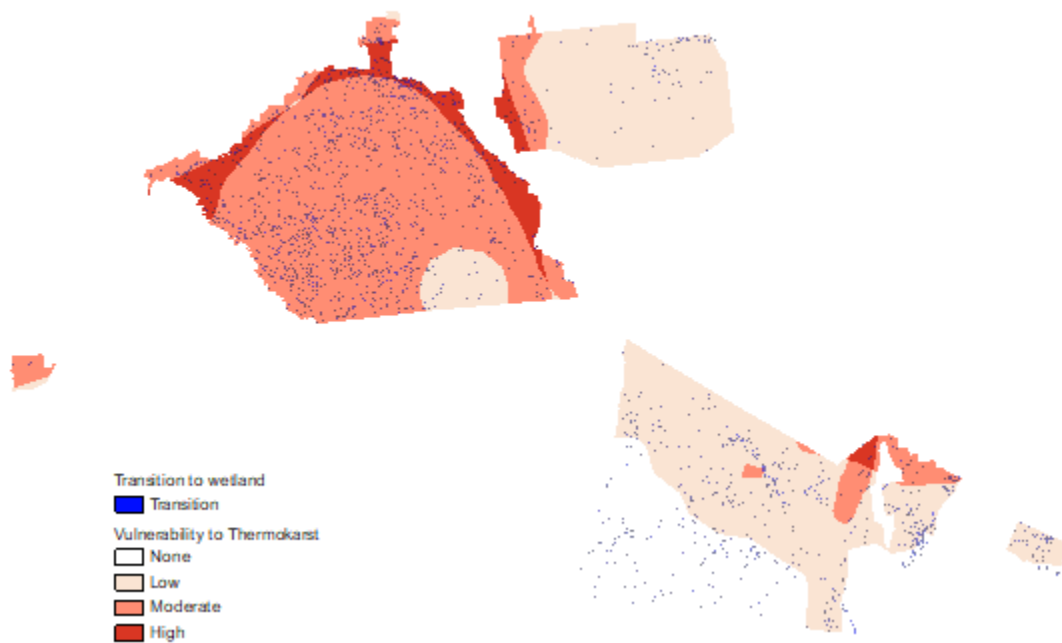 Transition to wetland
Transition
Vulnerability to Thermokarst
None
Low
Moderate
High